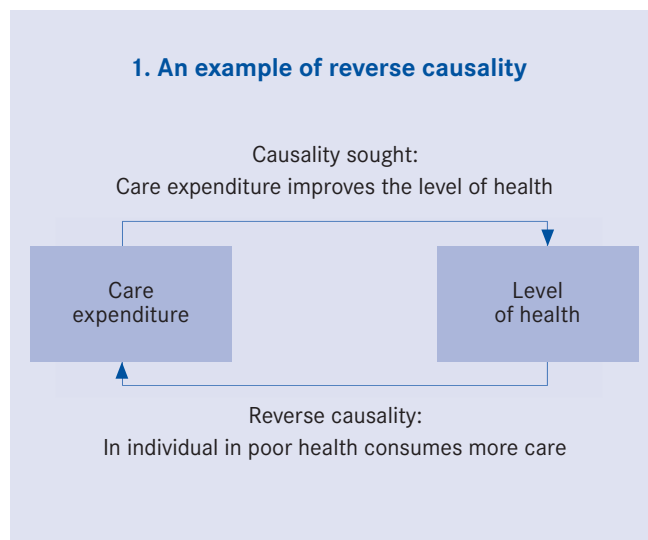 1. An example of reverse causality
Causality sought:
Care expenditure improves the level of health
Care
expenditure
Level
of health
Reverse causality:
In individual in poor health consumes more care